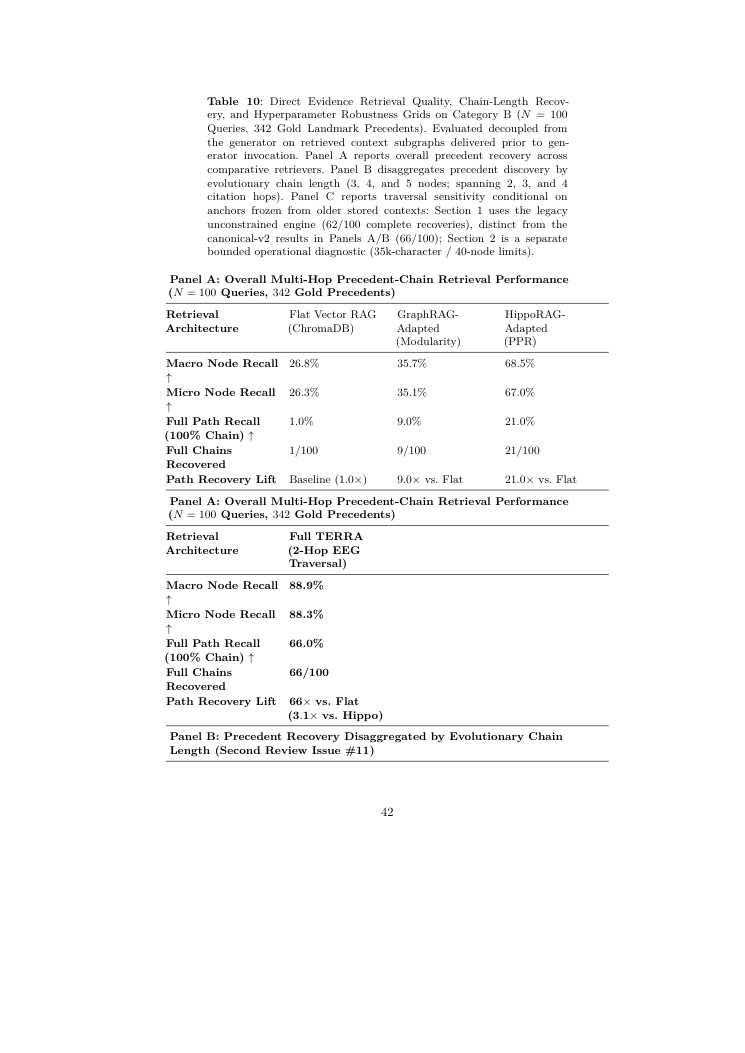 Table 10: Direct Evidence Retrieval Quality, Chain-Length Recov-
ery, and Hyperparameter Robustness Grids on Category B (N = 100
Queries, 342 Gold Landmark Precedents). Evaluated decoupled from
the generator on retrieved context subgraphs delivered prior to gen-
erator invocation. Panel A reports overall precedent recovery across
comparative retrievers. Panel B disaggregates precedent discovery by
evolutionary chain length (3, 4, and 5 nodes; spanning 2, 3, and 4
citation hops). Panel C reports traversal sensitivity conditional on
anchors frozen from older stored contexts: Section 1 uses the legacy
unconstrained engine (62/100 complete recoveries), distinct from the
canonical-v2 results in Panels A/B (66/100); Section 2 is a separate
bounded operational diagnostic (35k-character / 40-node limits).
Panel A: Overall Multi-Hop Precedent-Chain Retrieval Performance
(N = 100 Queries, 342 Gold Precedents)
Retrieval Flat Vector RAG GraphRAG- HippoRAG-
Architecture (ChromaDB) Adapted Adapted
(Modularity) (PPR)
Macro Node Recall 26.8% 35.7% 68.5%
↑
Micro Node Recall 26.3% 35.1% 67.0%
↑
Full Path Recall 1.0% 9.0% 21.0%
(100% Chain) ↑
Full Chains 1/100 9/100 21/100
Recovered
Path Recovery Lift Baseline (1.0×) 9.0× vs. Flat 21.0× vs. Flat
Panel A: Overall Multi-Hop Precedent-Chain Retrieval Performance
(N = 100 Queries, 342 Gold Precedents)
Retrieval Full TERRA
Architecture (2-Hop EEG
Traversal)
Macro Node Recall 88.9%
↑
Micro Node Recall 88.3%
↑
Full Path Recall 66.0%
(100% Chain) ↑
Full Chains 66/100
Recovered
Path Recovery Lift 66× vs. Flat
(3.1× vs. Hippo)
Panel B: Precedent Recovery Disaggregated by Evolutionary Chain
Length (Second Review Issue #11)
42